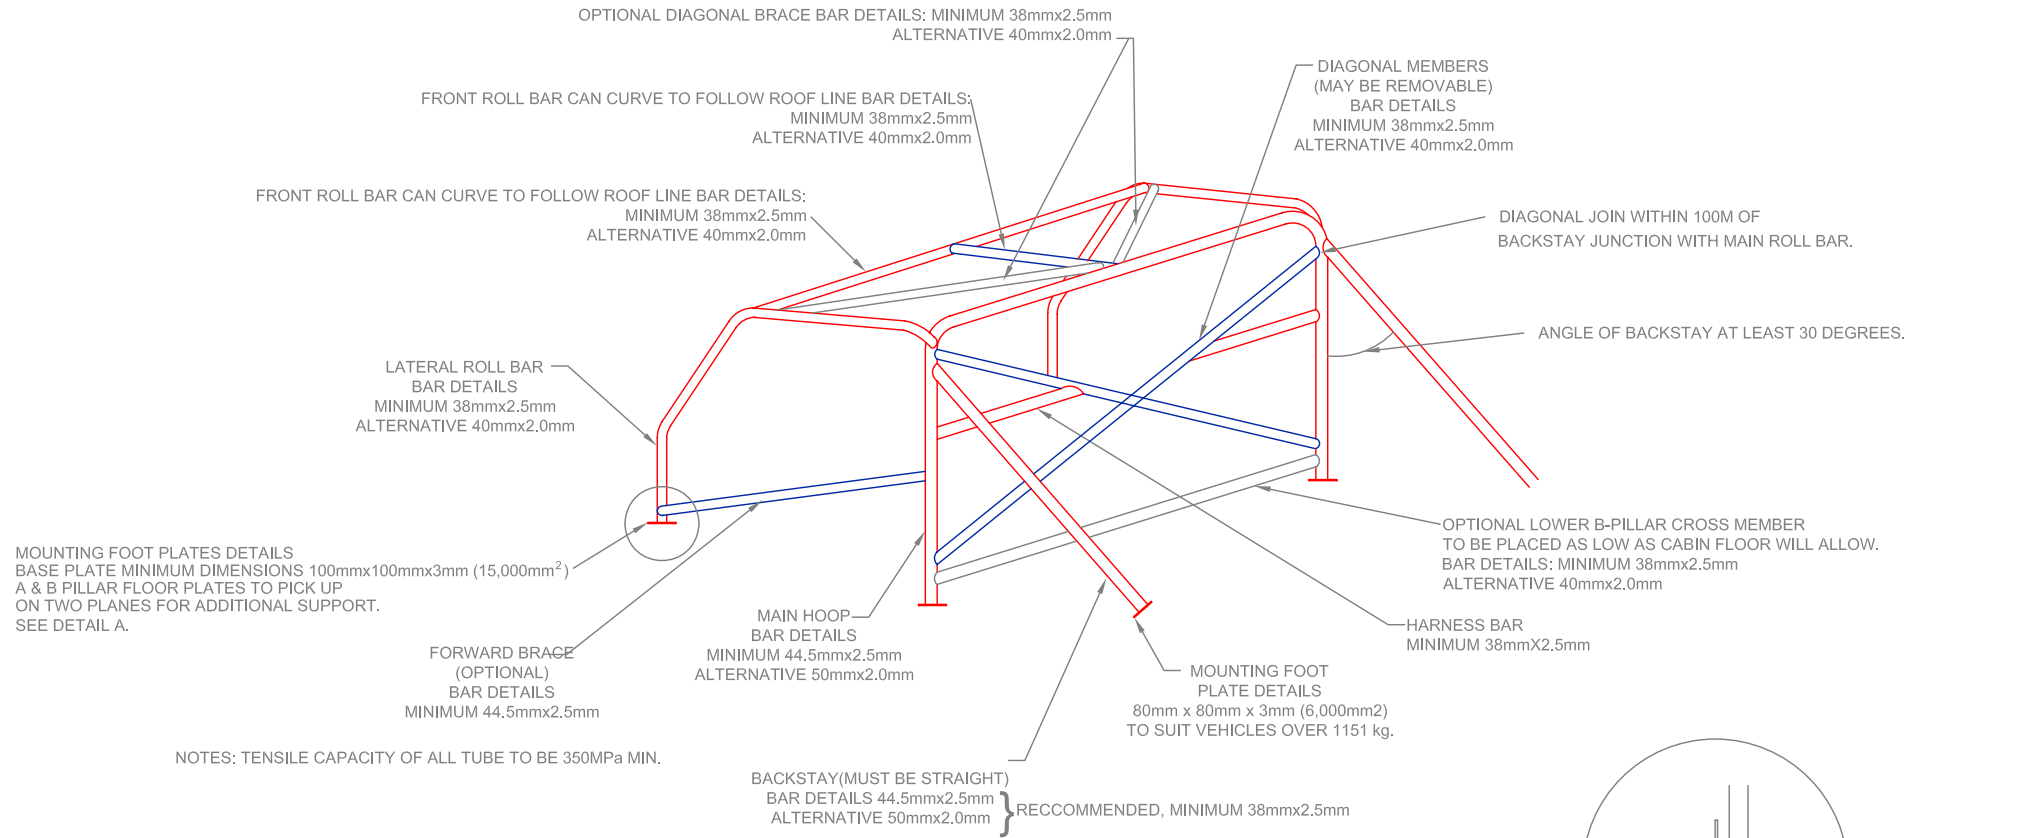 OPTIONAL DIAGONAL BRACE BAR DETAILS: MINIMUM 38mmx2.5mm
ALTERNATIVE 40mmx2.0mm
DIAGONAL MEMBERS
(MAY BE REMOVABLE)
BAR DETAILS
MINIMUM 38mmx2.5mm
ALTERNATIVE 40mmx2.0mm
FRONT ROLL BAR CAN CURVE TO FOLLOW ROOF LINE BAR DETAILS:
MINIMUM 38mmx2.5mm
ALTERNATIVE 40mmx2.0mm
FRONT ROLL BAR CAN CURVE TO FOLLOW ROOF LINE BAR DETAILS:
MINIMUM 38mmx2.5mm
ALTERNATIVE 40mmx2.0mm
DIAGONAL JOIN WITHIN 100M OF
BACKSTAY JUNCTION WITH MAIN ROLL BAR.
ANGLE OF BACKSTAY AT LEAST 30 DEGREES.
LATERAL ROLL BAR
BAR DETAILS
MINIMUM 38mmx2.5mm
ALTERNATIVE 40mmx2.0mm
MOUNTING FOOT PLATES DETAILS
BASE PLATE MINIMUM DIMENSIONS 100mmx100mmx3mm (15,000mm²)
A & B PILLAR FLOOR PLATES TO PICK UP
ON TWO PLANES FOR ADDITIONAL SUPPORT.
SEE DETAIL A.
OPTIONAL LOWER B-PILLAR CROSS MEMBER
TO BE PLACED AS LOW AS CABIN FLOOR WILL ALLOW.
BAR DETAILS: MINIMUM 38mmx2.5mm
ALTERNATIVE 40mmx2.0mm
HARNESS BAR
MINIMUM 38mmX2.5mm
MAIN HOOP
BAR DETAILS
MINIMUM 44.5mmx2.5mm
ALTERNATIVE 50mmx2.0mm
FORWARD BRACE
(OPTIONAL)
BAR DETAILS
MINIMUM 44.5mmx2.5mm
MOUNTING FOOT
PLATE DETAILS
80mm x 80mm x 3mm (6,000mm2)
TO SUIT VEHICLES OVER 1151 kg.
NOTES: TENSILE CAPACITY OF ALL TUBE TO BE 350MPa MIN.
BACKSTAY(MUST BE STRAIGHT)
BAR DETAILS 44.5mmx2.5mm
ALTERNATIVE 50mmx2.0mm
RECCOMMENDED, MINIMUM 38mmx2.5mm